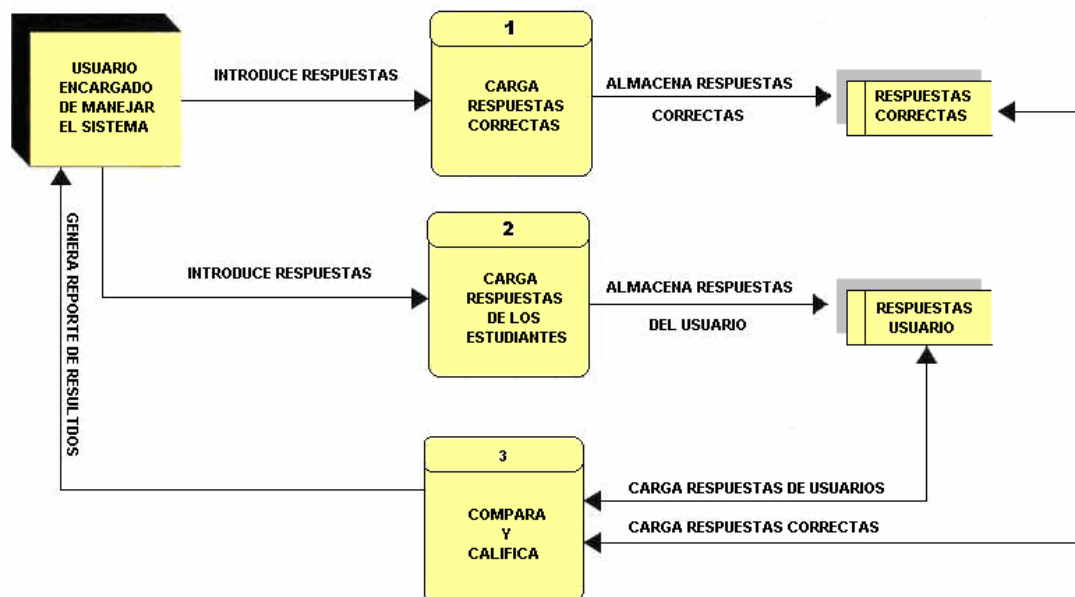 1
USUARIO
ENCARGADO
DE MANEJAR
EL SISTEMA
INTRODUCE RESPUESTAS
CARGA
RESPUESTAS
CORRECTAS
ALMACENA RESPUESTAS
CORRECTAS
RESPUESTAS
CORRECTAS
GENERA REPORTE DE RESULTDOS
2
INTRODUCE RESPUESTAS
CARGA
RESPUESTAS
DE LOS
ESTUDIANTES
ALMACENA RESPUESTAS
DEL USUARIO
RESPUESTAS
USUARIO
3
COMPARA
Y
CALIFICA
CARGA RESPUESTAS DE USUARIOS
CARGA RESPUESTAS CORRECTAS